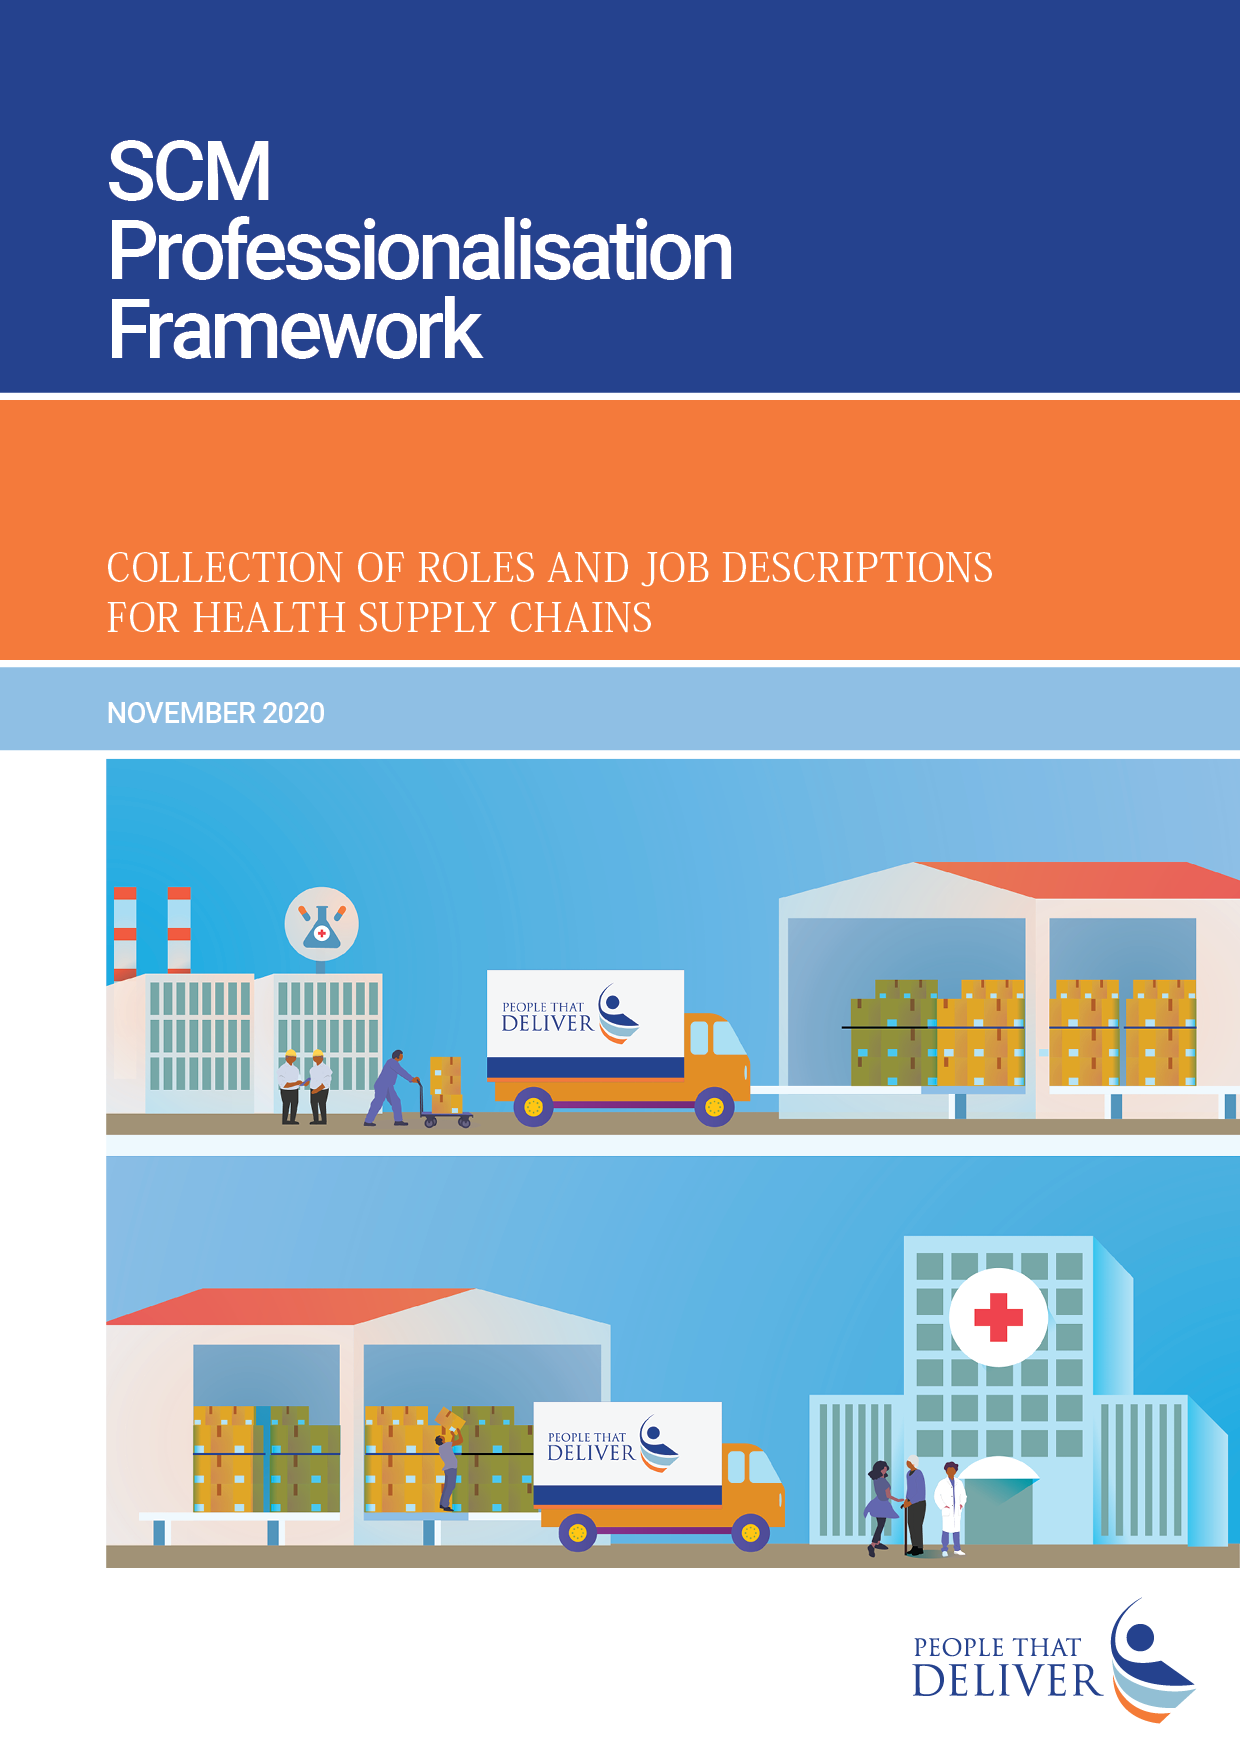 SCM
Professionalisation
Framework
COLLECTION OF ROLES AND JOB DESCRIPTIONS
FOR HEALTH SUPPLY CHAINS
NOVEMBER 2020
PEOPLE THAT
DELIVER
PEOPLE THAT
DELIVER
PEOPLE THAT
DELIVER